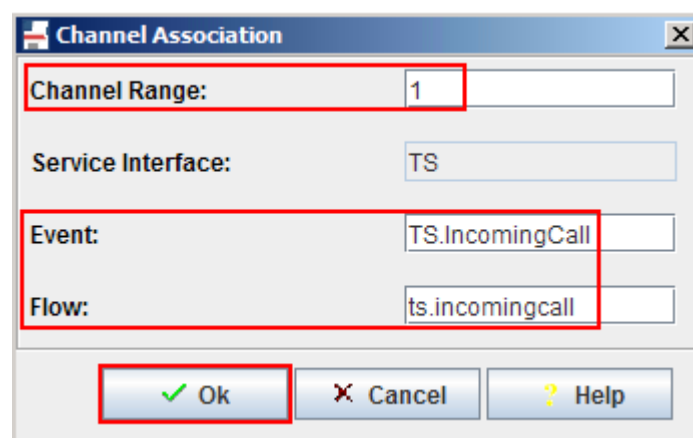 Channel Association
Channel Range: 1
Service Interface: TS
Event: TS.IncomingCall
Flow: ts.incomingcall
Ok Cancel ? Help